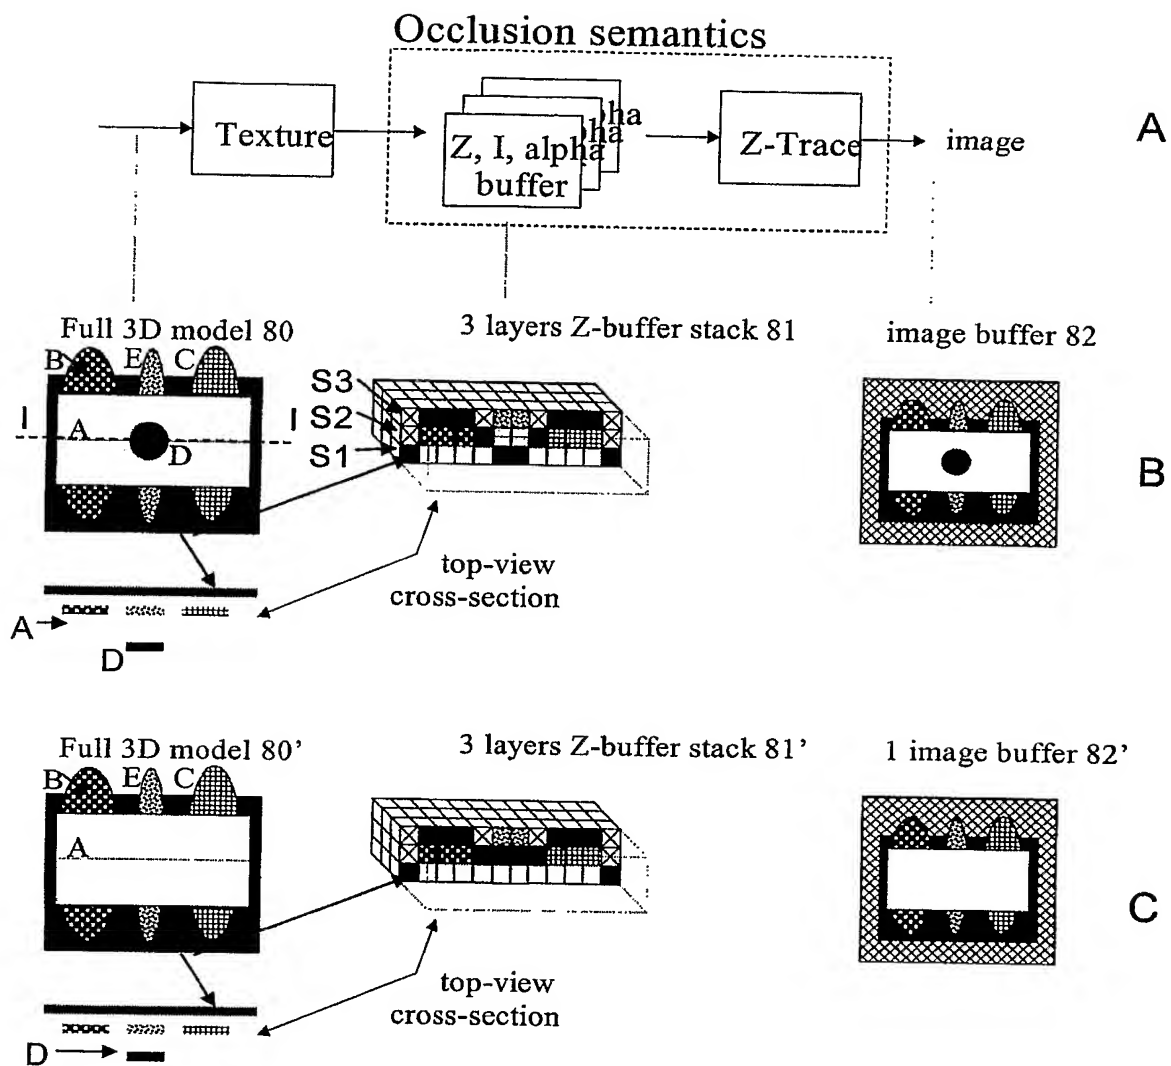 Occlusion semantics
Texture
Z, I, alpha
buffer
pha
pha
Z-Trace
image
A
Full 3D model 80
3 layers Z-buffer stack 81
image buffer 82
B
E
C
S3
S2
S1
I
A
I
D
B
top-view
cross-section
A
D
Full 3D model 80'
3 layers Z-buffer stack 81'
1 image buffer 82'
B
E
C
A
C
top-view
cross-section
D